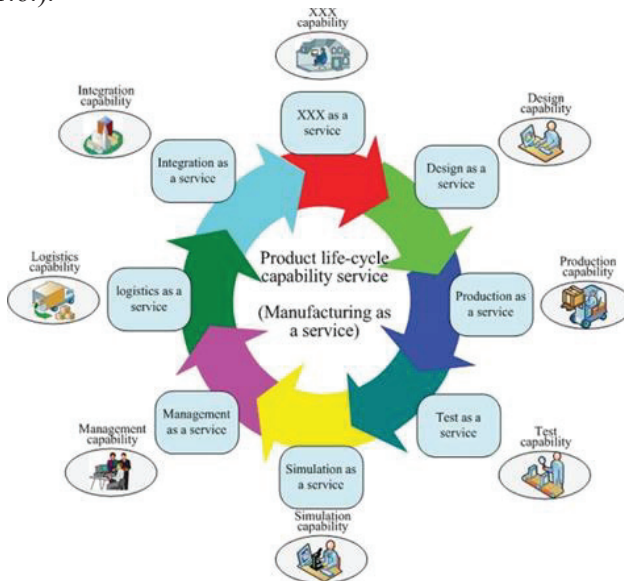 XXX
capability
XXX as a
service
Integration
capability
Integration as
a service
Design
capability
Design as a
service
Product life-cycle
capability service
(Manufacturing as
a service)
Logistics
capability
logistics as a
service
Production
capability
Production as
a service
Management
capability
Management
as a service
Test as a
service
Test
capability
Simulation as
a service
Simulation
capability